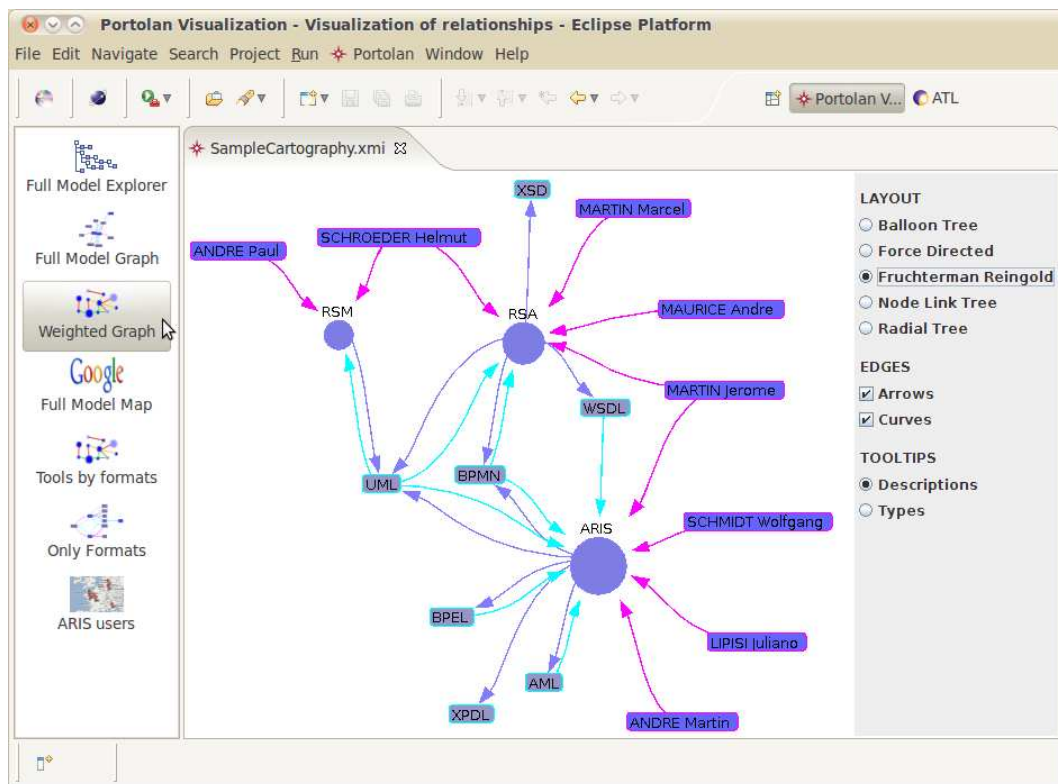 Portolan Visualization - Visualization of relationships - Eclipse Platform
File Edit Navigate Search Project Run Portolan Window Help
Portolan V... ATL
SampleCartography.xmi
Full Model Explorer
Full Model Graph
Weighted Graph
Google
Full Model Map
Tools by formats
Only Formats
ARIS users
XSD
MARTIN Marcel
SCHROEDER Helmut
ANDRE Paul
RSM
RSA
MAURICE Andre
MARTIN Jerome
WSDL
UML
BPMN
SCHMIDT Wolfgang
ARIS
BPEL
LIPISI Juliano
AML
XPDL
ANDRE Martin
LAYOUT
Balloon Tree
Force Directed
Fruchterman Reingold
Node Link Tree
Radial Tree
EDGES
Arrows
Curves
TOOLTIPS
Descriptions
Types